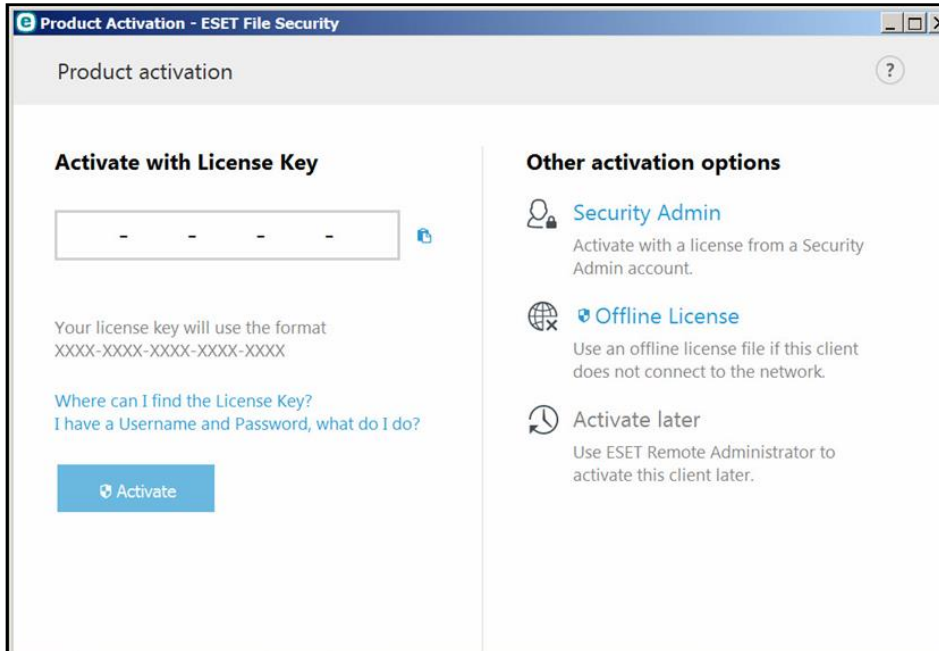 Product Activation - ESET File Security
Product activation
?
Activate with License Key
- - - -
Your license key will use the format
XXXX-XXXX-XXXX-XXXX-XXXX
Where can I find the License Key?
I have a Username and Password, what do I do?
Activate
Other activation options
Security Admin
Activate with a license from a Security
Admin account.
Offline License
Use an offline license file if this client
does not connect to the network.
Activate later
Use ESET Remote Administrator to
activate this client later.